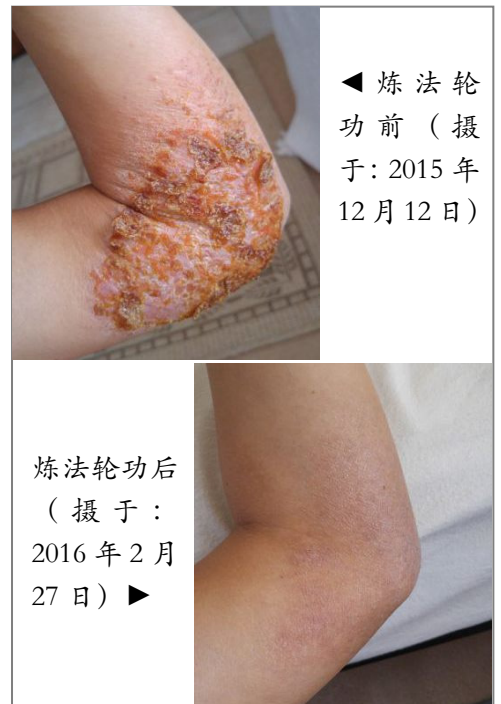 ◀ 炼法轮
功前（摄
于：2015 年
12 月 12 日）
炼法轮功后
（摄于：
2016 年 2 月
27 日）▶